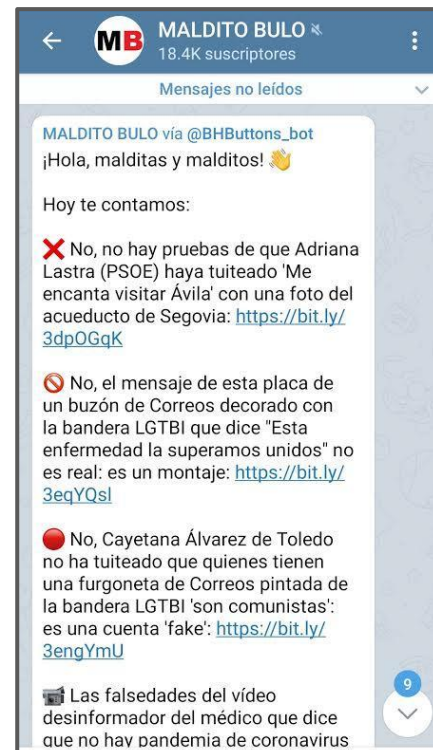 MB
MALDITO BULO
18.4K suscriptores
Mensajes no leídos
MALDITO BULO vía @BHButtons_bot
¡Hola, malditas y malditos! 👋
Hoy te contamos:
❌ No, no hay pruebas de que Adriana
Lastra (PSOE) haya tuiteado 'Me
encanta visitar Ávila' con una foto del
acueducto de Segovia: https://bit.ly/
3dpOGqK
🚫 No, el mensaje de esta placa de
un buzón de Correos decorado con
la bandera LGTBI que dice "Esta
enfermedad la superamos unidos" no
es real: es un montaje: https://bit.ly/
3eqYQsl
🔴 No, Cayetana Álvarez de Toledo
no ha tuiteado que quienes tienen
una furgoneta de Correos pintada de
la bandera LGTBI 'son comunistas':
es una cuenta 'fake': https://bit.ly/
3engYmU
📹 Las falsedades del vídeo
desinformador del médico que dice
que no hay pandemia de coronavirus
9